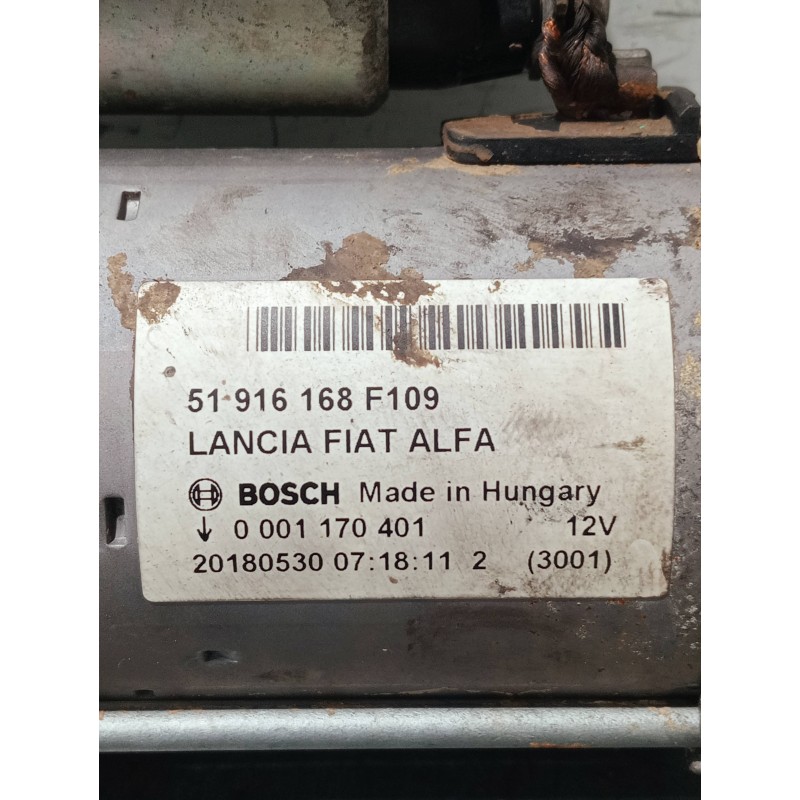 51 916 168 F109
LANCIA FIAT ALFA
BOSCH Made in Hungary
↓ 0 001 170 401 12V
20180530 07:18:11 2 (3001)